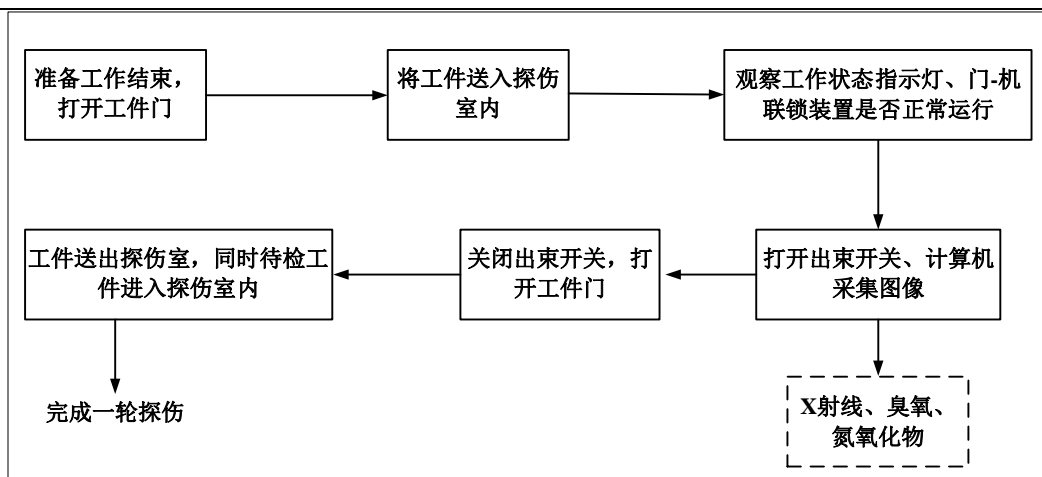 准备工作结束，
打开工件门
将工件送入探伤
室内
观察工作状态指示灯、门-机
联锁装置是否正常运行
打开出束开关、计算机
采集图像
关闭出束开关，打
开工件门
工件送出探伤室，同时待检工
件进入探伤室内
完成一轮探伤
X射线、臭氧、
氮氧化物